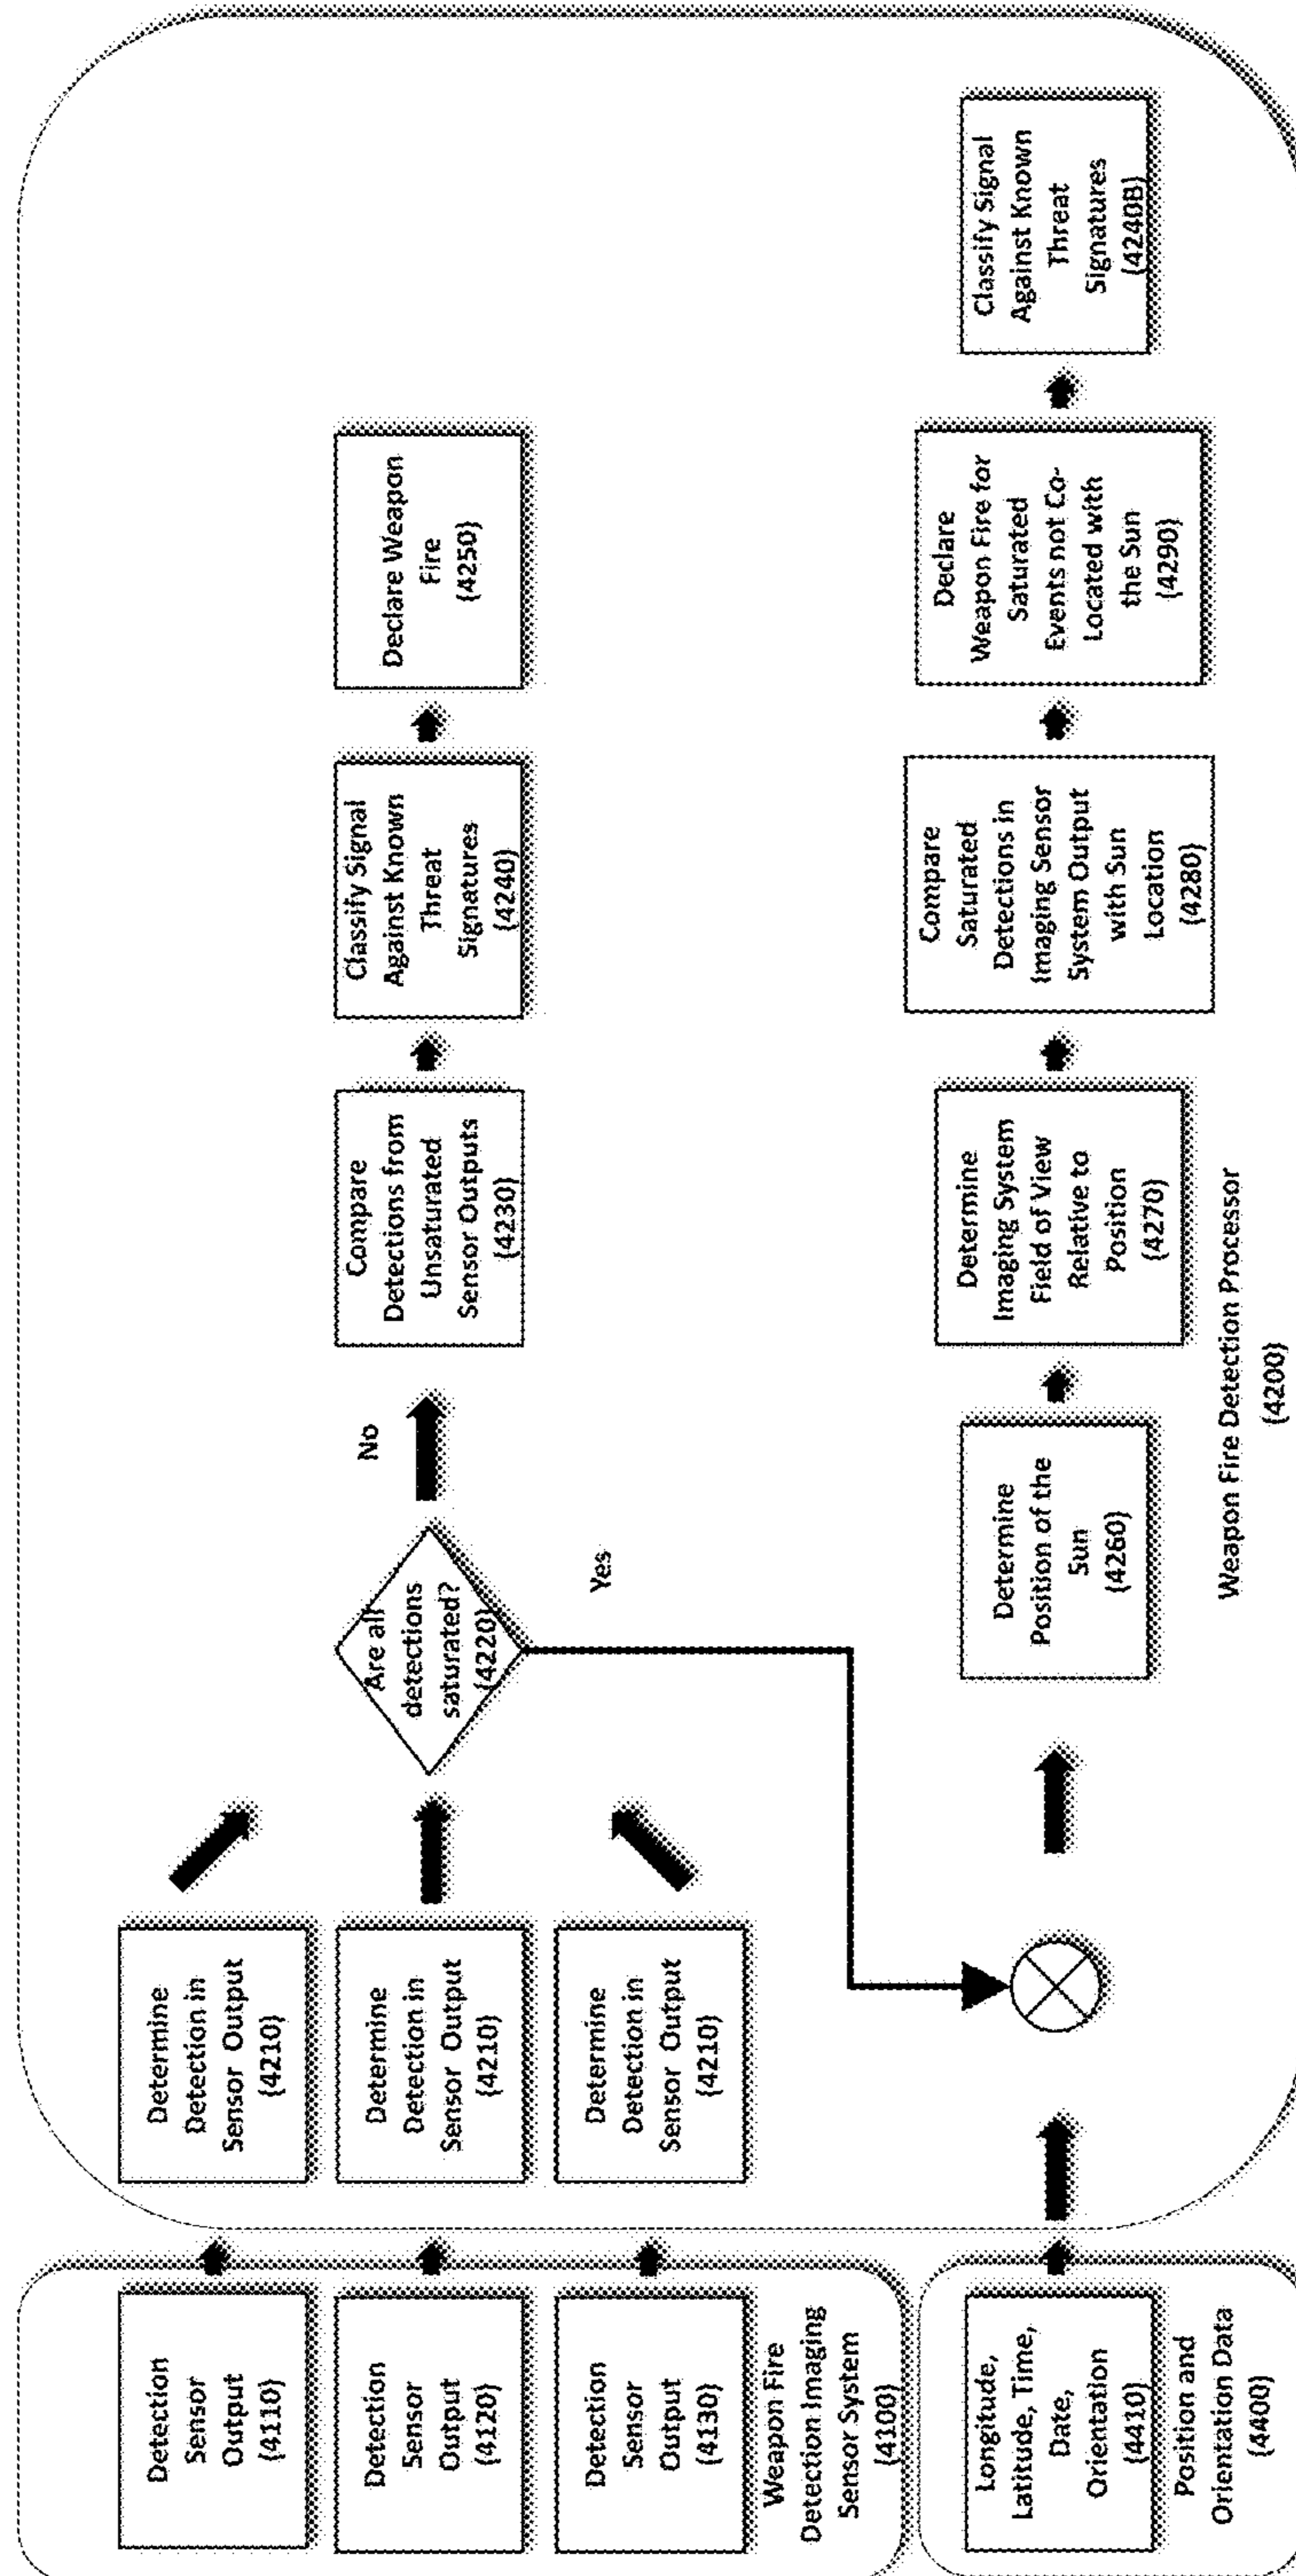 Detection
Sensor
Output
{4110}
Detection
Sensor
Output
{4120}
Detection
Sensor
Output
{4130}
Weapon Fire
Detection Imaging
Sensor System
{4100}
Longitude,
Latitude, Time,
Date,
Orientation
{4410}
Position and
Orientation Data
{4400}
Determine
Detection in
Sensor Output
{4210}
Determine
Detection in
Sensor Output
{4210}
Determine
Detection in
Sensor Output
{4210}
Are all
detections
saturated?
{4220}
No
Yes
Compare
Detections from
Unsaturated
Sensor Outputs
{4230}
Classify Signal
Against Known
Threat
Signatures
{4240}
Declare Weapon
Fire
{4250}
Determine
Position of the
Sun
{4260}
Determine
Imaging System
Field of View
Relative to
Position
{4270}
Compare
Saturated
Detections in
Imaging Sensor
System Output
with Sun
Location
{4280}
Declare
Weapon Fire for
Saturated
Events not Co-
Located with
the Sun
{4290}
Classify Signal
Against Known
Threat
Signatures
{4240B}
Weapon Fire Detection Processor
{4200}